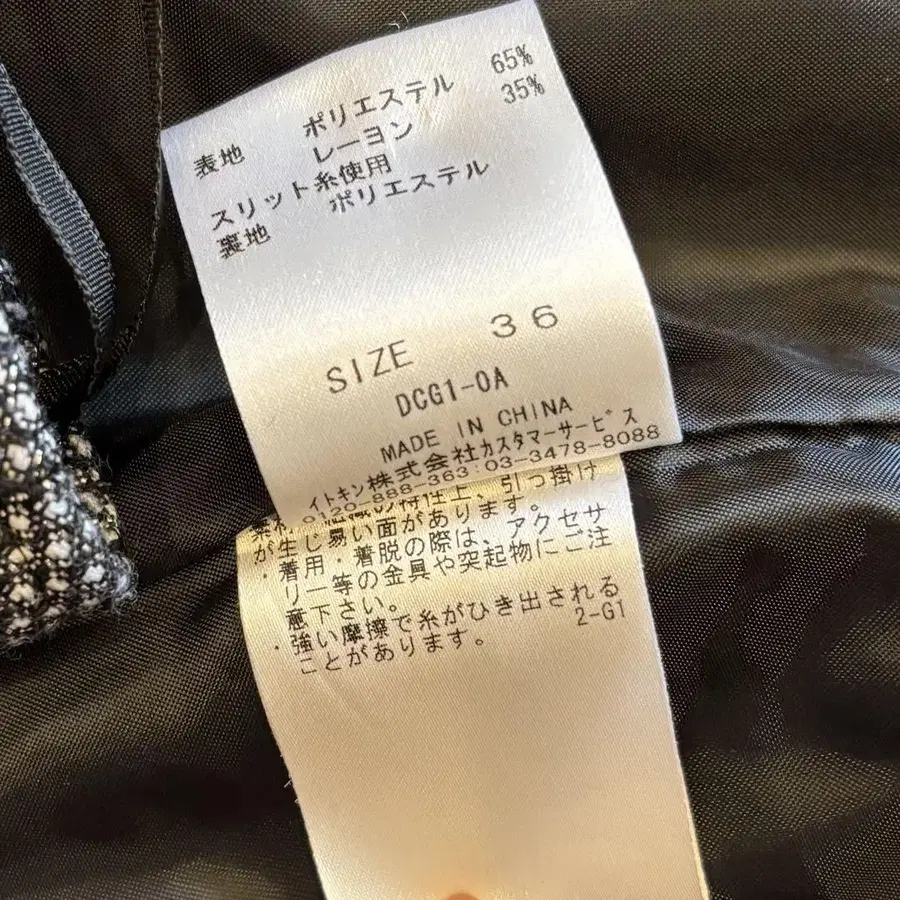 表地 ポリエステル 65%
レーヨン 35%
スリット糸使用
裏地 ポリエステル
SIZE 36
DCG1-0A
MADE IN CHINA
イトキン株式会社カスタマーサービス
0120-888-363:03-3478-8088
の特性上、引っ掛け
が生じ易い面があります。
・着用・着脱の際は、アクセサ
リー等の金具や突起物にご注
意下さい。
・強い摩擦で糸がひき出される
ことがあります。 2-G1